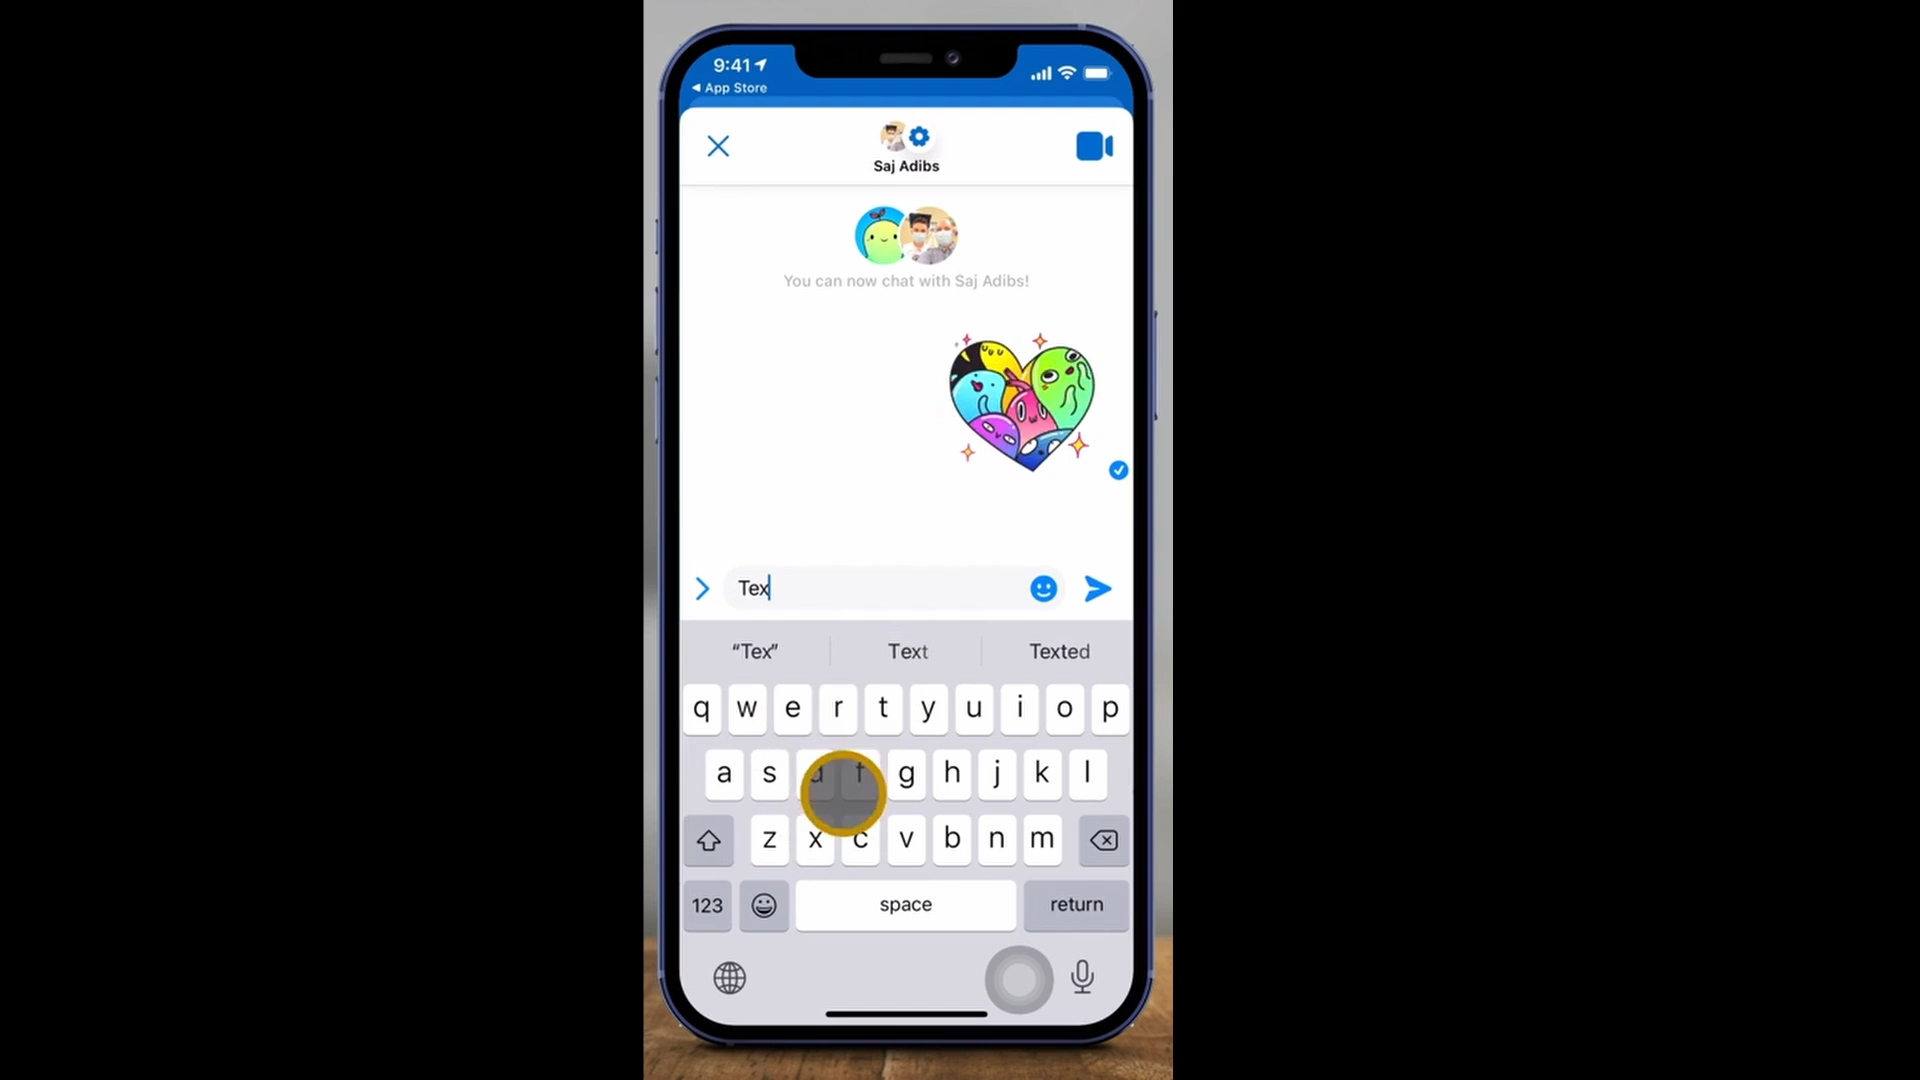 9:41
App Store
Saj Adibs
You can now chat with Saj Adibs!
Tex
“Tex” Text Texted
q w e r t y u i o p
a s d f g h j k l
z x c v b n m
123 space return